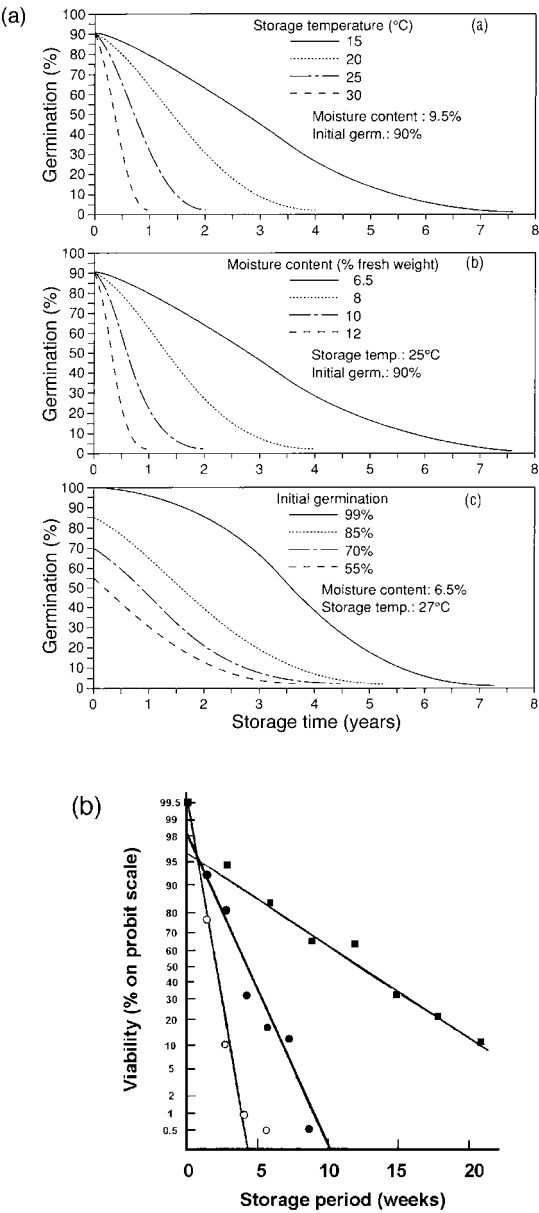 (a)
Storage temperature (°C) (a)
15
20
25
30
Moisture content : 9.5%
Initial germ.: 90%
Germination (%)
100
90
80
70
60
50
40
30
20
10
0
0 1 2 3 4 5 6 7 8
Moisture content (% fresh weight) (b)
6.5
8
10
12
Storage temp.: 25°C
Initial germ.: 90%
Germination (%)
100
90
80
70
60
50
40
30
20
10
0
0 1 2 3 4 5 6 7 8
Initial germination (c)
99%
85%
70%
55%
Moisture content: 6.5%
Storage temp.: 27°C
Germination (%)
100
90
80
70
60
50
40
30
20
10
0
0 1 2 3 4 5 6 7 8
Storage time (years)
(b)
Viability (% on probit scale)
99.5
99
98
95
90
80
70
60
50
40
30
20
10
5
2
1
0.5
0 5 10 15 20
Storage period (weeks)